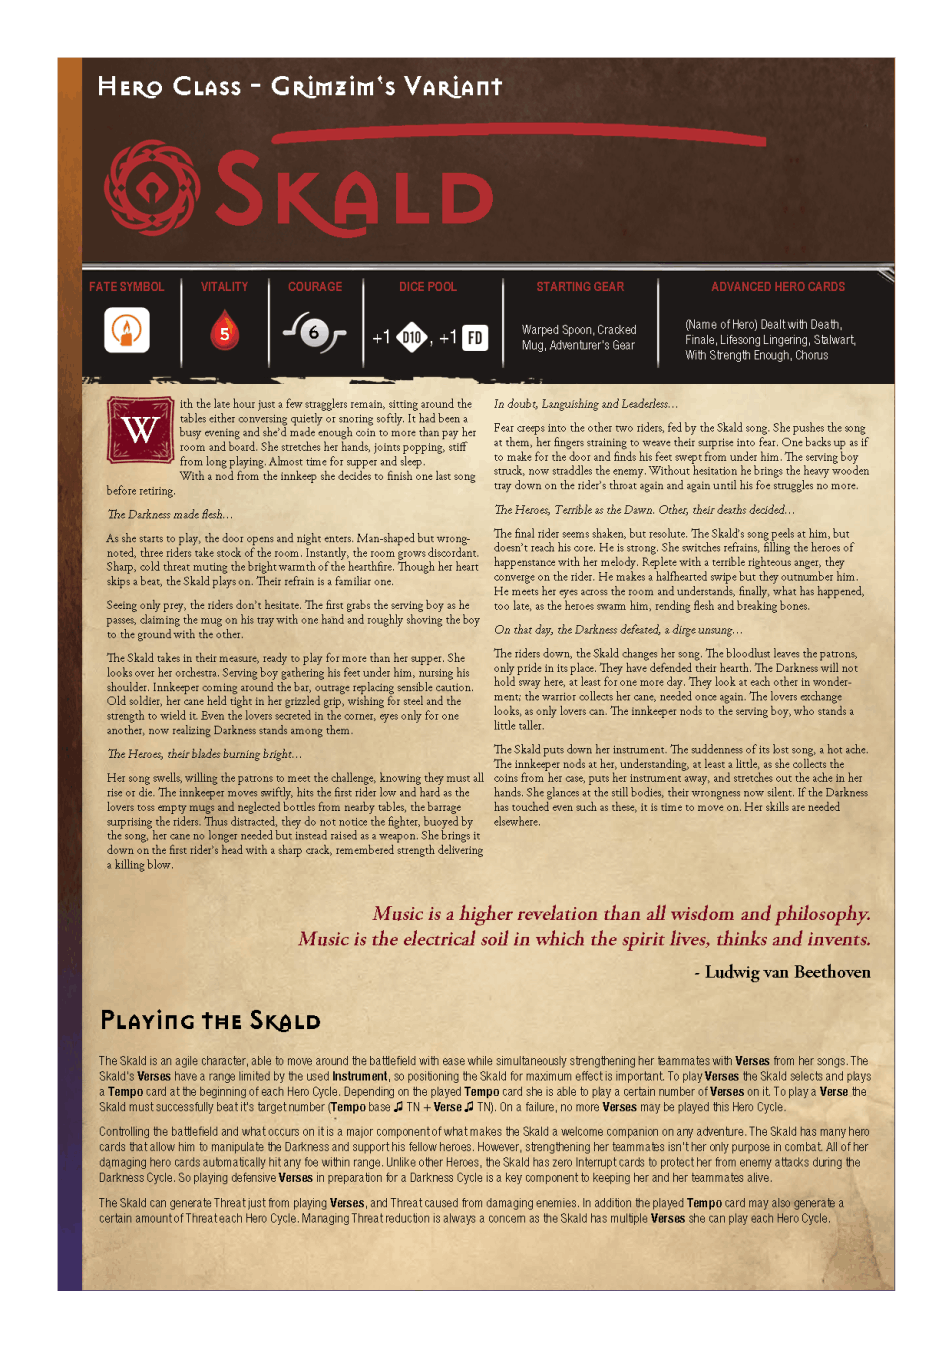 Hero Class - Grimzim's Variant
Skald
FATE SYMBOL
VITALITY
COURAGE
DICE POOL
STARTING GEAR
ADVANCED HERO CARDS
5
6
+1 D10 , +1 FD
Warped Spoon, Cracked
Mug, Adventurer's Gear
(Name of Hero) Dealt with Death,
Finale, Lifesong Lingering, Stalwart,
With Strength Enough, Chorus
With the late hour just a few stragglers remain, sitting around the
tables either conversing quietly or snoring softly. It had been a
busy evening and she'd made enough coin to more than pay her
room and board. She stretches her hands, joints popping, stiff
from long playing. Almost time for supper and sleep.
With a nod from the innkeep she decides to finish one last song
before retiring.
The Darkness made flesh…
As she starts to play, the door opens and night enters. Man-shaped but wrong-
noted, three riders take stock of the room. Instantly, the room grows discordant.
Sharp, cold threat muting the bright warmth of the hearthfire. Though her heart
skips a beat, the Skald plays on. Their refrain is a familiar one.
Seeing only prey, the riders don't hesitate. The first grabs the serving boy as he
passes, claiming the mug on his tray with one hand and roughly shoving the boy
to the ground with the other.
The Skald takes in their measure, ready to play for more than her supper. She
looks over her orchestra. Serving boy gathering his feet under him, nursing his
shoulder. Innkeeper coming around the bar, outrage replacing sensible caution.
Old soldier, her cane held tight in her grizzled grip, wishing for steel and the
strength to wield it. Even the lovers secreted in the corner, eyes only for one
another, now realizing Darkness stands among them.
The Heroes, their blades burning bright…
Her song swells, willing the patrons to meet the challenge, knowing they must all
rise or die. The innkeeper moves swiftly, hits the first rider low and hard as the
lovers toss empty mugs and neglected bottles from nearby tables, the barrage
surprising the riders. Thus distracted, they do not notice the fighter, buoyed by
the song, her cane no longer needed but instead raised as a weapon. She brings it
down on the first rider's head with a sharp crack, remembered strength delivering
a killing blow.
In doubt, Languishing and Leaderless…
Fear creeps into the other two riders, fed by the Skald song. She pushes the song
at them, her fingers straining to weave their surprise into fear. One backs up as if
to make for the door and finds his feet swept from under him. The serving boy
struck, now straddles the enemy. Without hesitation he brings the heavy wooden
tray down on the rider's throat again and again until his foe struggles no more.
The Heroes, Terrible as the Dawn. Other, their deaths decided…
The final rider seems shaken, but resolute. The Skald's song peels at him, but
doesn't reach his core. He is strong. She switches refrains, filling the heroes of
happenstance with her melody. Replete with a terrible righteous anger, they
converge on the rider. He makes a halfhearted swipe but they outnumber him.
He meets her eyes across the room and understands, finally, what has happened,
too late, as the heroes swarm him, rending flesh and breaking bones.
On that day, the Darkness defeated, a dirge unsung…
The riders down, the Skald changes her song. The bloodlust leaves the patrons,
only pride in its place. They have defended their hearth. The Darkness will not
hold sway here, at least for one more day. They look at each other in wonder-
ment; the warrior collects her cane, needed once again. The lovers exchange
looks, as only lovers can. The innkeeper nods to the serving boy, who stands a
little taller.
The Skald puts down her instrument. The suddenness of its lost song, a hot ache.
The innkeeper nods at her, understanding, at least a little, as she collects the
coins from her case, puts her instrument away, and stretches out the ache in her
hands. She glances at the still bodies, their wrongness now silent. If the Darkness
has touched even such as these, it is time to move on. Her skills are needed
elsewhere.
Music is a higher revelation than all wisdom and philosophy.
Music is the electrical soil in which the spirit lives, thinks and invents.
- Ludwig van Beethoven
Playing the Skald
The Skald is an agile character, able to move around the battlefield with ease while simultaneously strengthening her teammates with Verses from her songs. The
Skald's Verses have a range limited by the used Instrument, so positioning the Skald for maximum effect is important. To play Verses the Skald selects and plays
a Tempo card at the beginning of each Hero Cycle. Depending on the played Tempo card she is able to play a certain number of Verses on it. To play a Verse the
Skald must successfully beat it's target number (Tempo base ♫ TN + Verse ♫ TN). On a failure, no more Verses may be played this Hero Cycle.
Controlling the battlefield and what occurs on it is a major component of what makes the Skald a welcome companion on any adventure. The Skald has many hero
cards that allow him to manipulate the Darkness and support his fellow heroes. However, strengthening her teammates isn't her only purpose in combat. All of her
damaging hero cards automatically hit any foe within range. Unlike other Heroes, the Skald has zero Interrupt cards to protect her from enemy attacks during the
Darkness Cycle. So playing defensive Verses in preparation for a Darkness Cycle is a key component to keeping her and her teammates alive.
The Skald can generate Threat just from playing Verses, and Threat caused from damaging enemies. In addition the played Tempo card may also generate a
certain amount of Threat each Hero Cycle. Managing Threat reduction is always a concern as the Skald has multiple Verses she can play each Hero Cycle.